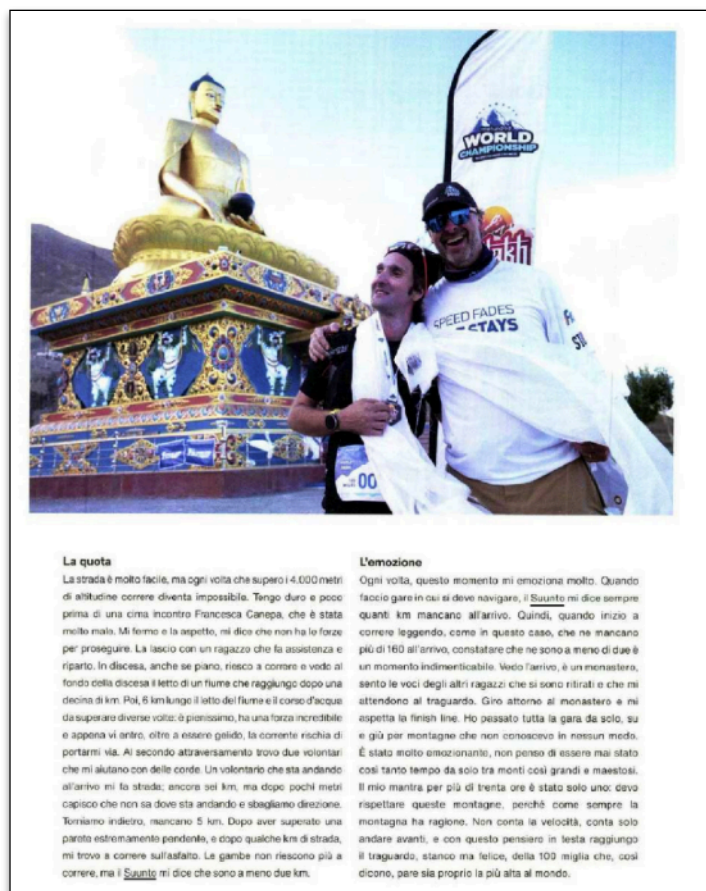 WORLD
CHAMPIONSHIP
SPEED FADES
STAYS
00
La quota
La strada è molto facile, ma ogni volta che supero i 4.000 metri
di altitudine correre diventa impossibile. Tengo duro e poco
prima di una cima incontro Francesca Canepa, che è stata
molto male. Mi fermo e la aspetto, mi dice che non ha le forze
per proseguire. La lascio con un ragazzo che fa assistenza e
riparto. In discesa, anche se piano, riesco a correre e vedo al
fondo della discesa il letto di un fiume che raggiungo dopo una
decina di km. Poi, 6 km lungo il letto del fiume e il corso d'acqua
da superare diverse volte: è pienissimo, ha una forza incredibile
e appena vi entro, oltre a essere gelido, la corrente rischia di
portarmi via. Al secondo attraversamento trovo due volontari
che mi aiutano con delle corde. Un volontario che sta andando
all'arrivo mi fa strada; ancora sei km, ma dopo pochi metri
capisco che non sa dove sta andando e sbagliamo direzione.
Torniamo indietro, mancano 5 km. Dopo aver superato una
parete estremamente pendente, e dopo qualche km di strada,
mi trovo a correre sull'asfalto. Le gambe non riescono più a
correre, ma il Suunto mi dice che sono a meno due km.
L'emozione
Ogni volta, questo momento mi emoziona molto. Quando
faccio gare in cui si deve navigare, il Suunto mi dice sempre
quanti km mancano all'arrivo. Quindi, quando inizio a
correre leggendo, come in questo caso, che ne mancano
più di 160 all'arrivo, constatare che ne sono a meno di due è
un momento indimenticabile. Vedo l'arrivo, è un monastero,
sento le voci degli altri ragazzi che si sono ritirati e che mi
attendono al traguardo. Giro attorno al monastero e mi
aspetta la finish line. Ho passato tutta la gara da solo, su
e giù per montagne che non conoscevo in nessun modo.
È stato molto emozionante, non penso di essere mai stato
così tanto tempo da solo tra monti così grandi e maestosi.
Il mio mantra per più di trenta ore è stato solo uno: devo
rispettare queste montagne, perché come sempre la
montagna ha ragione. Non conta la velocità, conta solo
andare avanti, e con questo pensiero in testa raggiungo
il traguardo, stanco ma felice, della 100 miglia che, così
dicono, pare sia proprio la più alta al mondo.